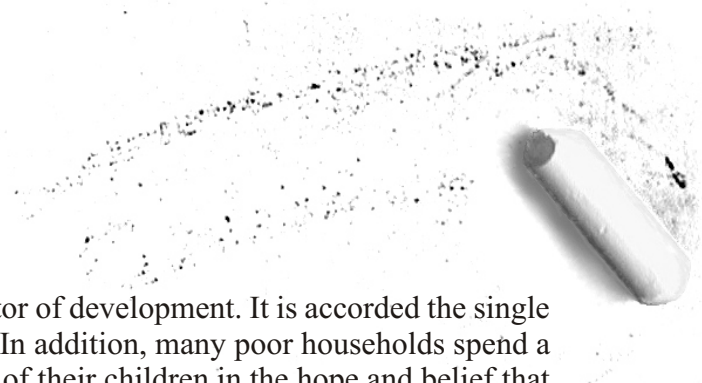 tor of development. It is accorded the single
In addition, many poor households spend a
of their children in the hope and belief that